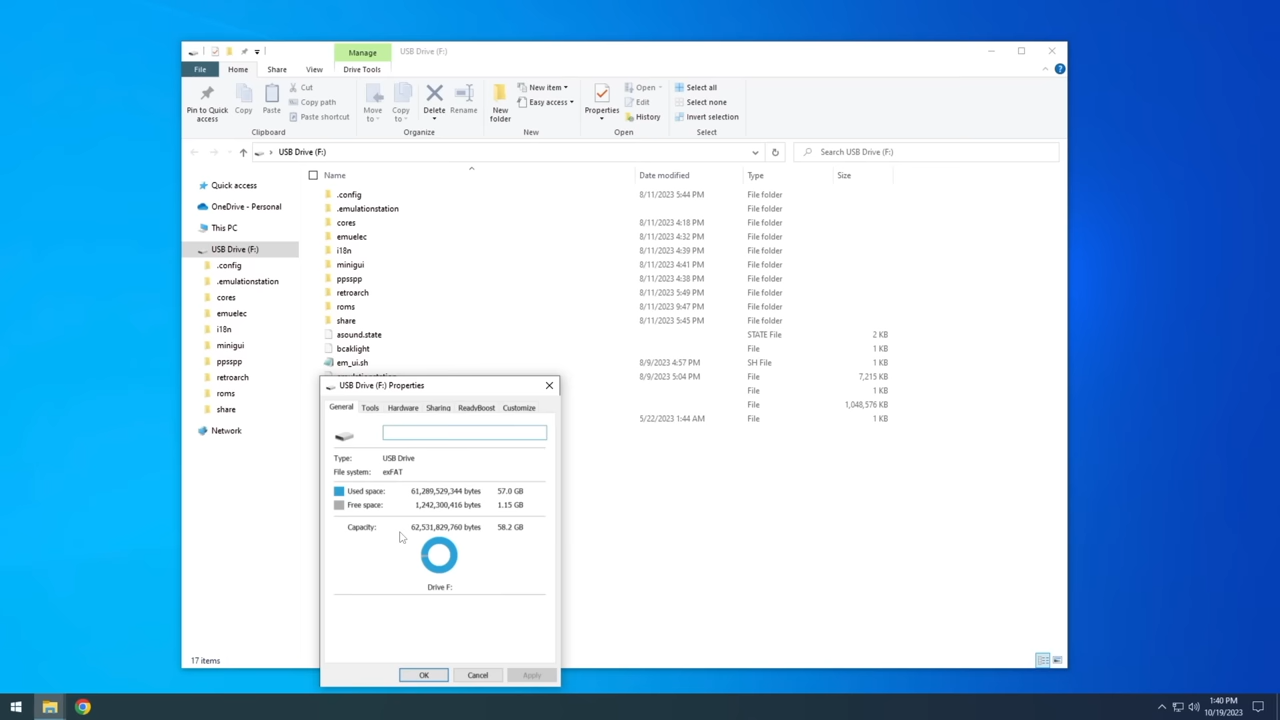 Manage USB Drive (F:)
File Home Share View Drive Tools
Pin to Quick access
Copy
Paste
Cut
Copy path
Paste shortcut
Clipboard
Move to
Copy to
Delete
Rename
Organize
New folder
New item
Easy access
New
Properties
Open
Edit
History
Open
Select all
Select none
Invert selection
Select
USB Drive (F:)
Search USB Drive (F:)
Quick access
OneDrive - Personal
This PC
USB Drive (F:)
.config
.emulationstation
cores
emuelec
i18n
minigui
ppsspp
retroarch
roms
share
Network
Name Date modified Type Size
.config 8/11/2023 5:44 PM File folder
.emulationstation File folder
cores 8/11/2023 4:18 PM File folder
emuelec 8/11/2023 4:32 PM File folder
i18n 8/11/2023 4:39 PM File folder
minigui 8/11/2023 4:41 PM File folder
ppsspp 8/11/2023 4:38 PM File folder
retroarch 8/11/2023 5:49 PM File folder
roms 8/11/2023 9:47 PM File folder
share 8/11/2023 5:45 PM File folder
asound.state STATE File 2 KB
bcaklight File 1 KB
em_ui.sh 8/9/2023 4:57 PM SH File 1 KB
8/9/2023 5:04 PM File 7,215 KB
File 1 KB
File 1,048,576 KB
5/22/2023 1:44 AM File 1 KB
USB Drive (F:) Properties
General Tools Hardware Sharing ReadyBoost Customize
Type: USB Drive
File system: exFAT
Used space: 61,289,529,344 bytes 57.0 GB
Free space: 1,242,300,416 bytes 1.15 GB
Capacity: 62,531,829,760 bytes 58.2 GB
Drive F:
OK Cancel Apply
17 items
1:40 PM
10/19/2023